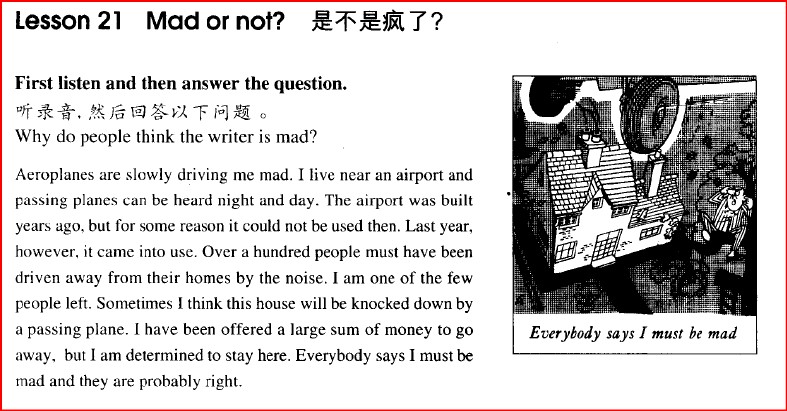 Lesson 21 Mad or not? 是不是疯了?
First listen and then answer the question.
听录音,然后回答以下问题。
Why do people think the writer is mad?
Aeroplanes are slowly driving me mad. I live near an airport and
passing planes can be heard night and day. The airport was built
years ago, but for some reason it could not be used then. Last year,
however, it came into use. Over a hundred people must have been
driven away from their homes by the noise. I am one of the few
people left. Sometimes I think this house will be knocked down by
a passing plane. I have been offered a large sum of money to go
away, but I am determined to stay here. Everybody says I must be
mad and they are probably right.
Everybody says I must be mad